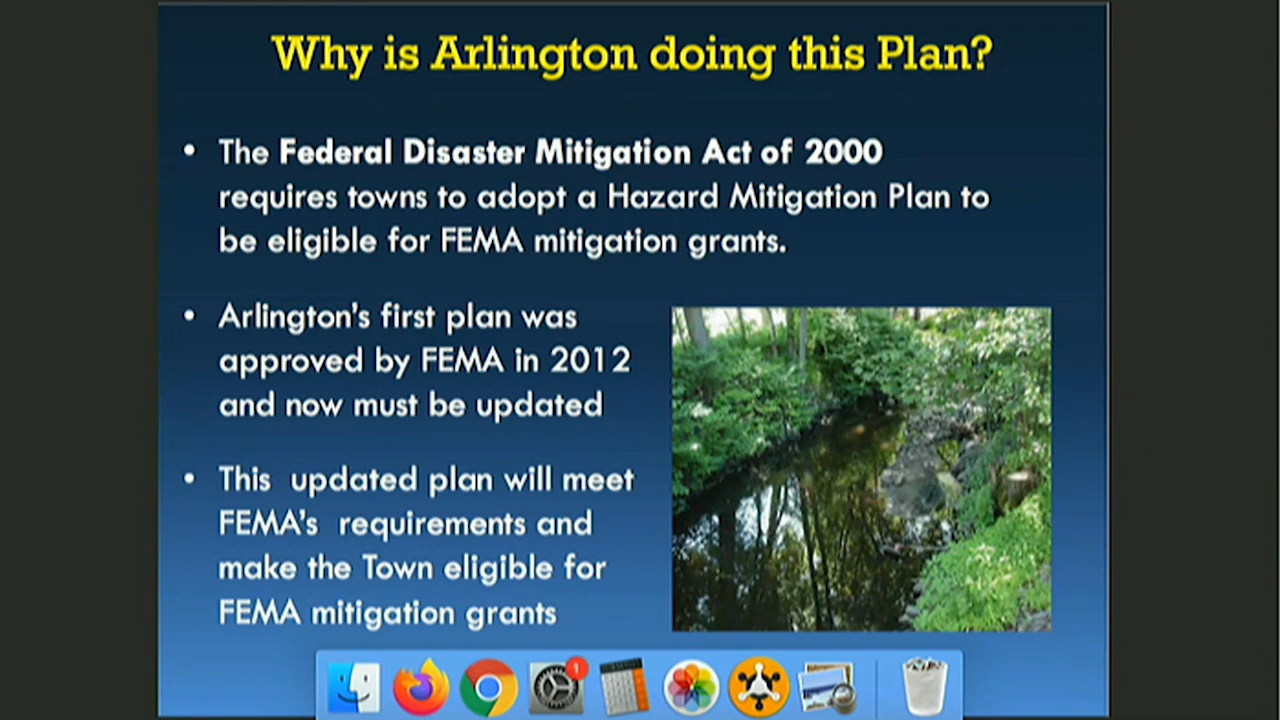 Why is Arlington doing this Plan?
• The Federal Disaster Mitigation Act of 2000
requires towns to adopt a Hazard Mitigation Plan to
be eligible for FEMA mitigation grants.
• Arlington's first plan was
approved by FEMA in 2012
and now must be updated
• This updated plan will meet
FEMA's requirements and
make the Town eligible for
FEMA mitigation grants
1